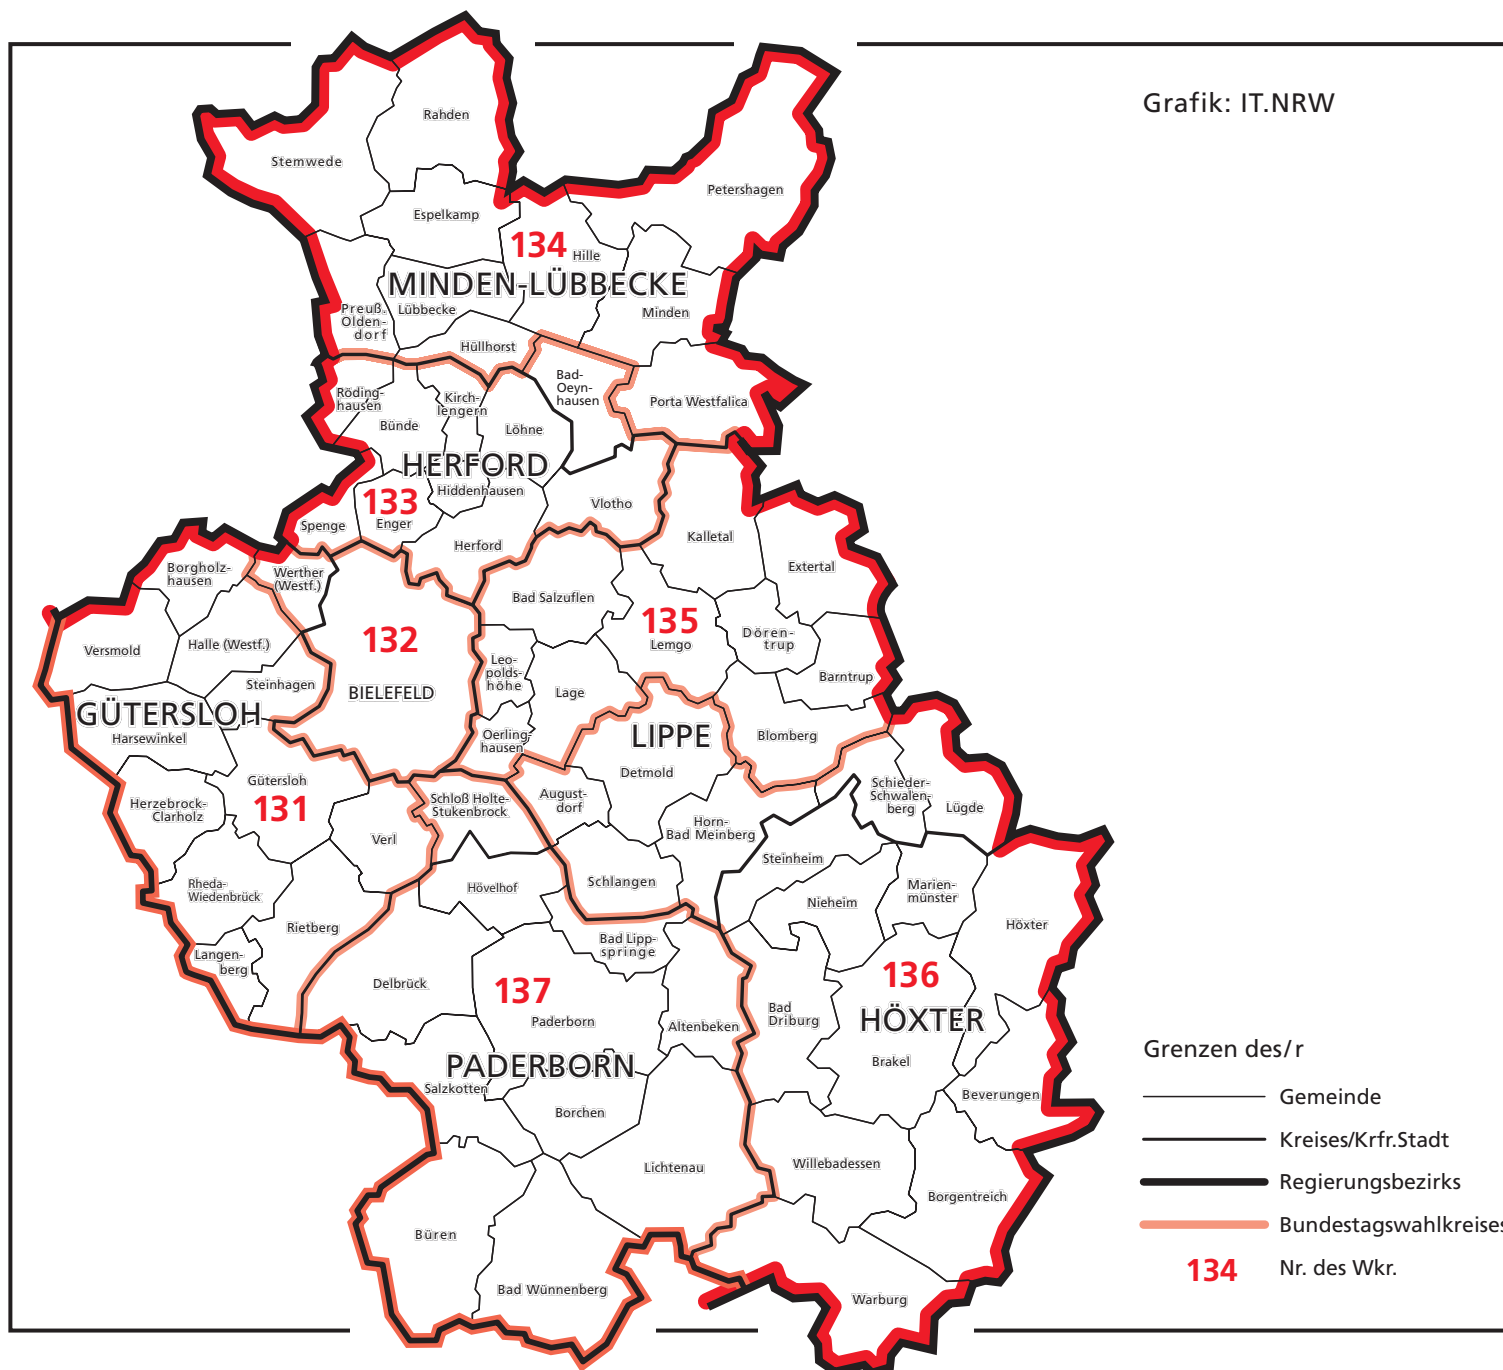 Grafik: IT.NRW
Rahden
Stemwede
Petershagen
Espelkamp
134
Hille
MINDEN-LÜBBECKE
Preuß.
Olden-
dorf
Lübbecke
Minden
Hüllhorst
Bad-
Oeyn-
hausen
Röding-
hausen
Kirch-
lengern
Porta Westfalica
Bünde
Löhne
HERFORD
133
Hiddenhausen
Vlotho
Spenge
Enger
Herford
Kalletal
Extertal
Borgholz-
hausen
Werther
(Westf.)
Bad Salzuflen
132
135
Lemgo
Dören-
trup
Versmold
Halle (Westf.)
Leo-
polds-
höhe
Barntrup
Steinhagen
BIELEFELD
Lage
GÜTERSLOH
Harsewinkel
Oerling-
hausen
LIPPE
Blomberg
Detmold
Gütersloh
131
Herzebrock-
Clarholz
Schloß Holte-
Stukenbrock
August-
dorf
Schieder-
Schwalen-
berg
Lügde
Horn-
Bad Meinberg
Verl
Steinheim
Rheda-
Wiedenbrück
Hövelhof
Schlangen
Nieheim
Marien-
münster
Höxter
Rietberg
Bad Lipp-
springe
Langen-
berg
Delbrück
137
Paderborn
Altenbeken
Bad
Driburg
136
HÖXTER
PADERBORN
Brakel
Salzkotten
Borchen
Beverungen
Lichtenau
Willebadessen
Borgentreich
Büren
Bad Wünnenberg
Warburg
Grenzen des/r
Gemeinde
Kreises/Krfr.Stadt
Regierungsbezirks
Bundestagswahlkreises
134 Nr. des Wkr.